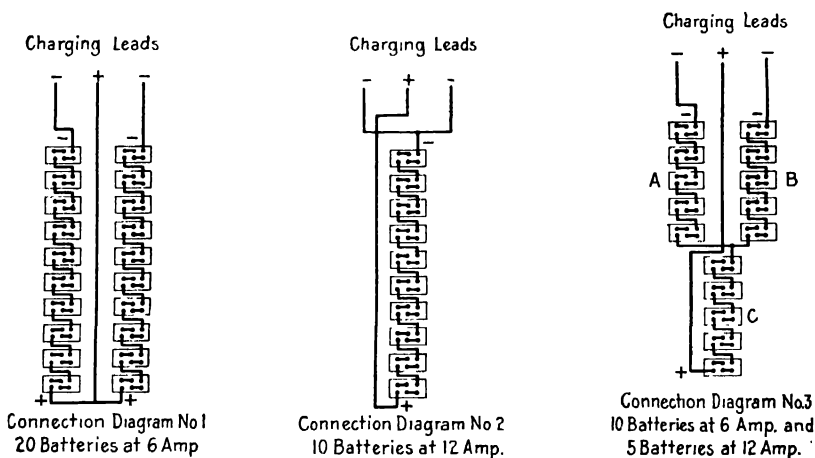 Charging Leads
- + -
-
-
+ +
Connection Diagram No 1
20 Batteries at 6 Amp
Charging Leads
- + -
-
+
Connection Diagram No 2
10 Batteries at 12 Amp.
Charging Leads
- + -
-
-
A B
C
+
Connection Diagram No.3
10 Batteries at 6 Amp. and
5 Batteries at 12 Amp.